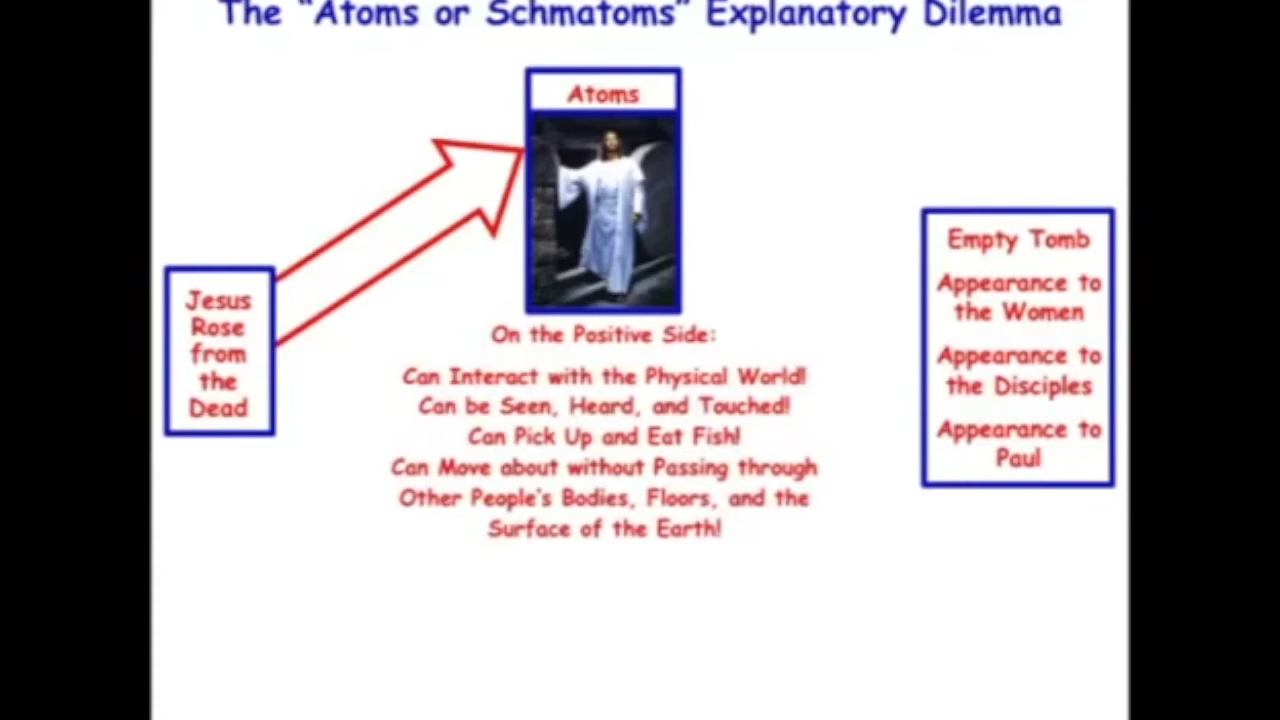 The “Atoms or Schmatoms” Explanatory Dilemma
Atoms
Jesus
Rose
from
the
Dead
On the Positive Side:
Can Interact with the Physical World!
Can be Seen, Heard, and Touched!
Can Pick Up and Eat Fish!
Can Move about without Passing through
Other People's Bodies, Floors, and the
Surface of the Earth!
Empty Tomb
Appearance to
the Women
Appearance to
the Disciples
Appearance to
Paul